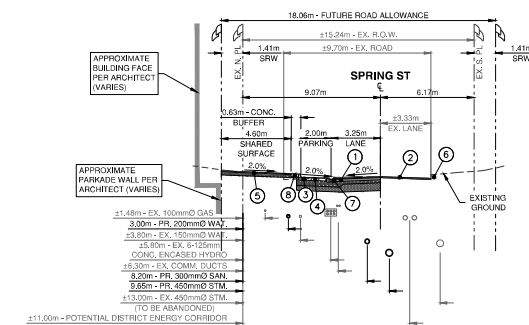 18.06m - FUTURE ROAD ALLOWANCE
±15.24m - EX. R.O.W.
±9.70m - EX. ROAD
1.41m
SRW
EX. N. PL
EX. S. PL
1.41m
SRW
APPROXIMATE
BUILDING FACE
PER ARCHITECT
(VARIES)
SPRING ST
9.07m
6.17m
0.63m - CONC.
BUFFER
±3.33m
EX. LANE
4.60m
SHARED
SURFACE
2.00m
PARKING
3.25m
LANE
2.0%
2.0%
2.0%
1
2
6
5
8
3
4
7
APPROXIMATE
PARKADE WALL PER
ARCHITECT (VARIES)
EXISTING
GROUND
±1.48m - EX. 100mmØ GAS
3.00m - PR. 200mmØ WAT.
±3.80m - EX. 150mmØ WAT.
±5.80m - EX. 6-125mm
CONC. ENCASED HYDRO
±6.30m - EX. COMM. DUCTS
8.20m - PR. 300mmØ SAN.
9.65m - PR. 450mmØ STM.
±13.00m - EX. 450mmØ STM.
(TO BE ABANDONED)
±11.00m - POTENTIAL DISTRICT ENERGY CORRIDOR